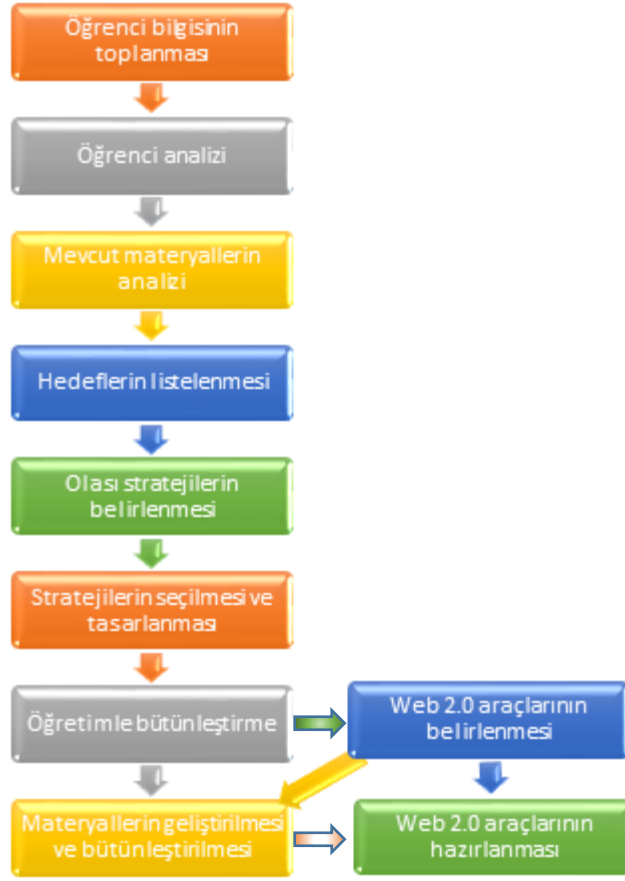 Öğrenci bilgisinin
toplanması
Öğrenci analizi
Mevcut materyallerin
analizi
Hedeflerin listelenmesi
Olası stratejilerin
belirlenmesi
Stratejilerin seçilmesi ve
tasarlanması
Öğretimle bütünleştirme
Web 2.0 araçlarının
belirlenmesi
Materyallerin geliştirilmesi
ve bütünleştirilmesi
Web 2.0 araçlarının
hazırlanması